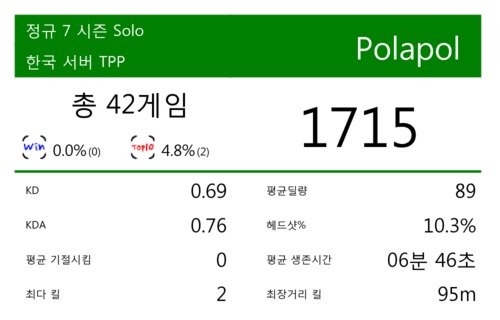 정규 7 시즌 Solo
한국 서버 TPP
Polapol
총 42게임
Win 0.0% (0)
Top10 4.8% (2)
1715
KD 0.69
평균딜량 89
KDA 0.76
헤드샷% 10.3%
평균 기절시킴 0
평균 생존시간 06분 46초
최다 킬 2
최장거리 킬 95m